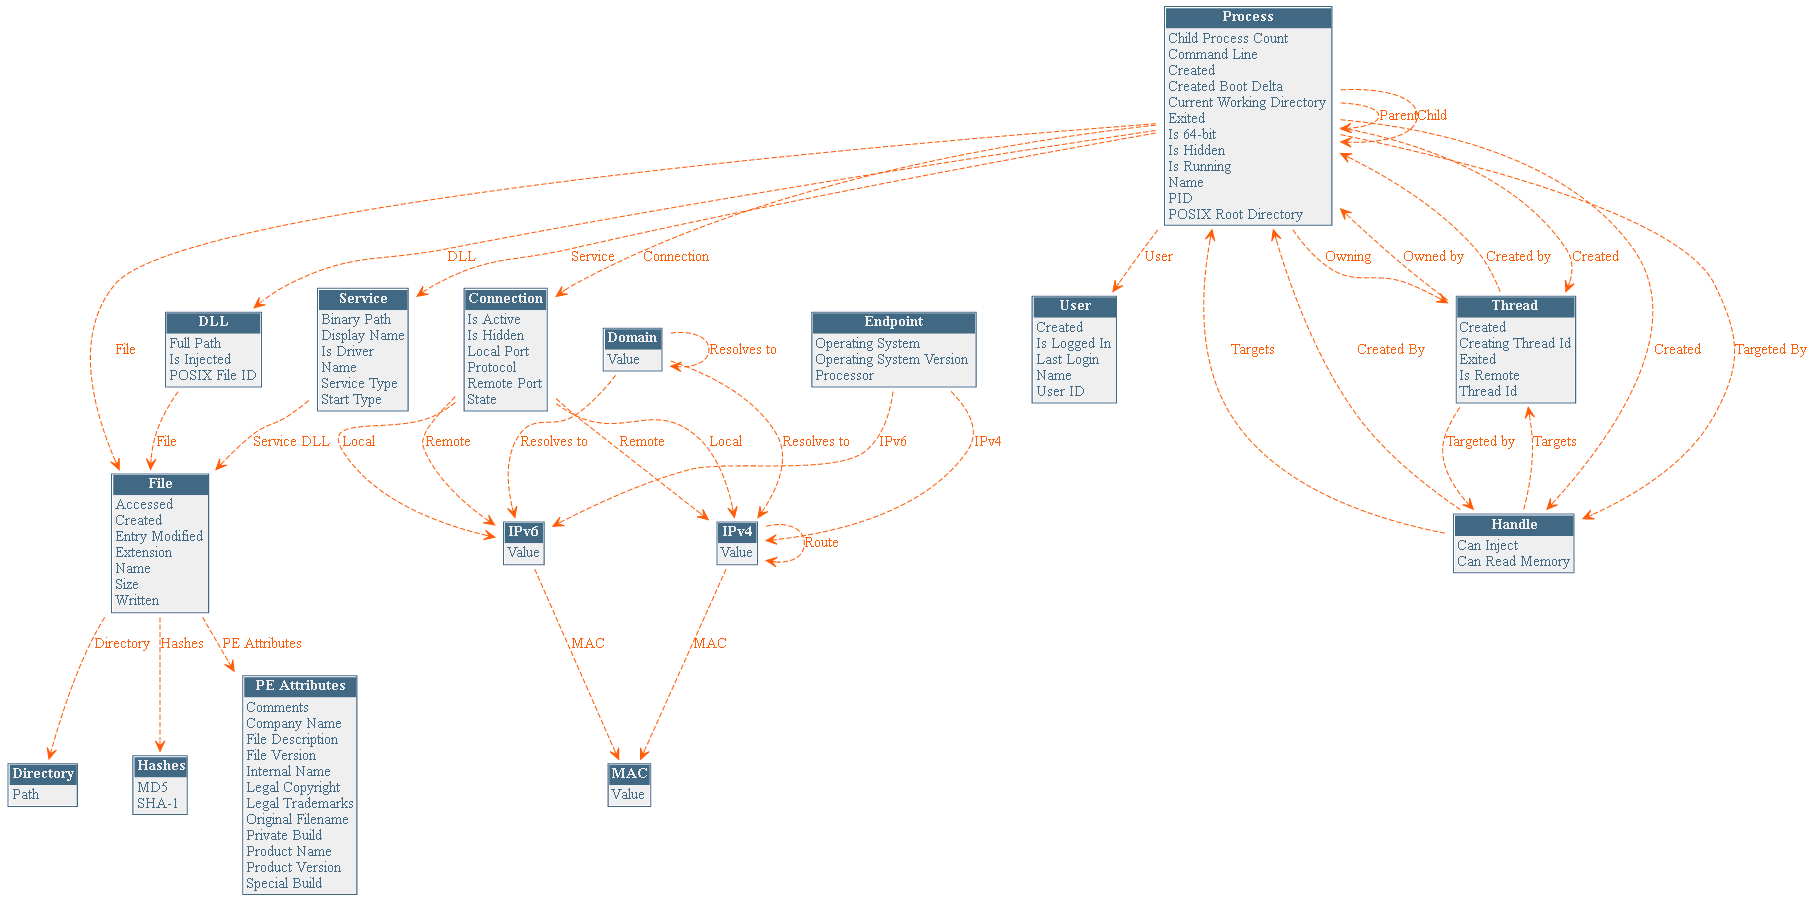 Process
Child Process Count
Command Line
Created
Created Boot Delta
Current Working Directory
Exited
Is 64-bit
Is Hidden
Is Running
Name
PID
POSIX Root Directory
Parent
Child
DLL
Service
Connection
User
Owning
Owned by
Created by
Created
File
DLL
Full Path
Is Injected
POSIX File ID
Service
Binary Path
Display Name
Is Driver
Name
Service Type
Start Type
Connection
Is Active
Is Hidden
Local Port
Protocol
Remote Port
State
Domain
Value
Resolves to
Endpoint
Operating System
Operating System Version
Processor
User
Created
Is Logged In
Last Login
Name
User ID
Targets
Created By
Thread
Created
Creating Thread Id
Exited
Is Remote
Thread Id
Created
Targeted By
File
Service DLL
Local
Remote
Resolves to
Remote
Local
Resolves to
IPv6
IPv4
Targeted by
Targets
File
Accessed
Created
Entry Modified
Extension
Name
Size
Written
IPv6
Value
IPv4
Value
Route
Handle
Can Inject
Can Read Memory
Directory
Hashes
PE Attributes
MAC
MAC
Directory
Path
Hashes
MD5
SHA-1
PE Attributes
Comments
Company Name
File Description
File Version
Internal Name
Legal Copyright
Legal Trademarks
Original Filename
Private Build
Product Name
Product Version
Special Build
MAC
Value